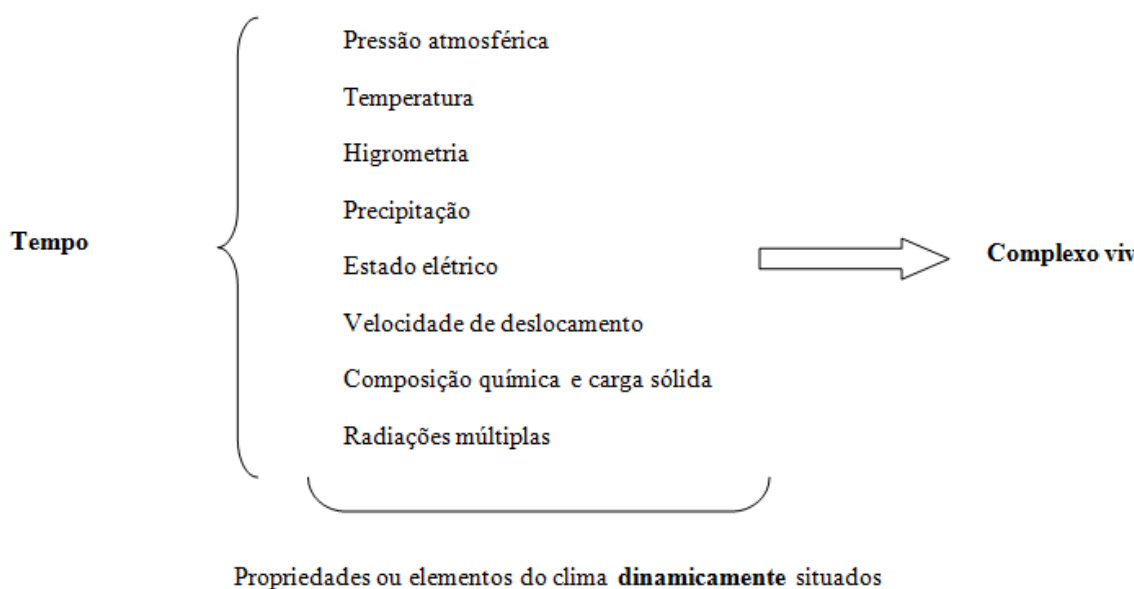 Pressão atmosférica
Temperatura
Higrometria
Precipitação
Tempo
Estado elétrico
Complexo viv
Velocidade de deslocamento
Composição química e carga sólida
Radiações múltiplas
Propriedades ou elementos do clima dinamicamente situados